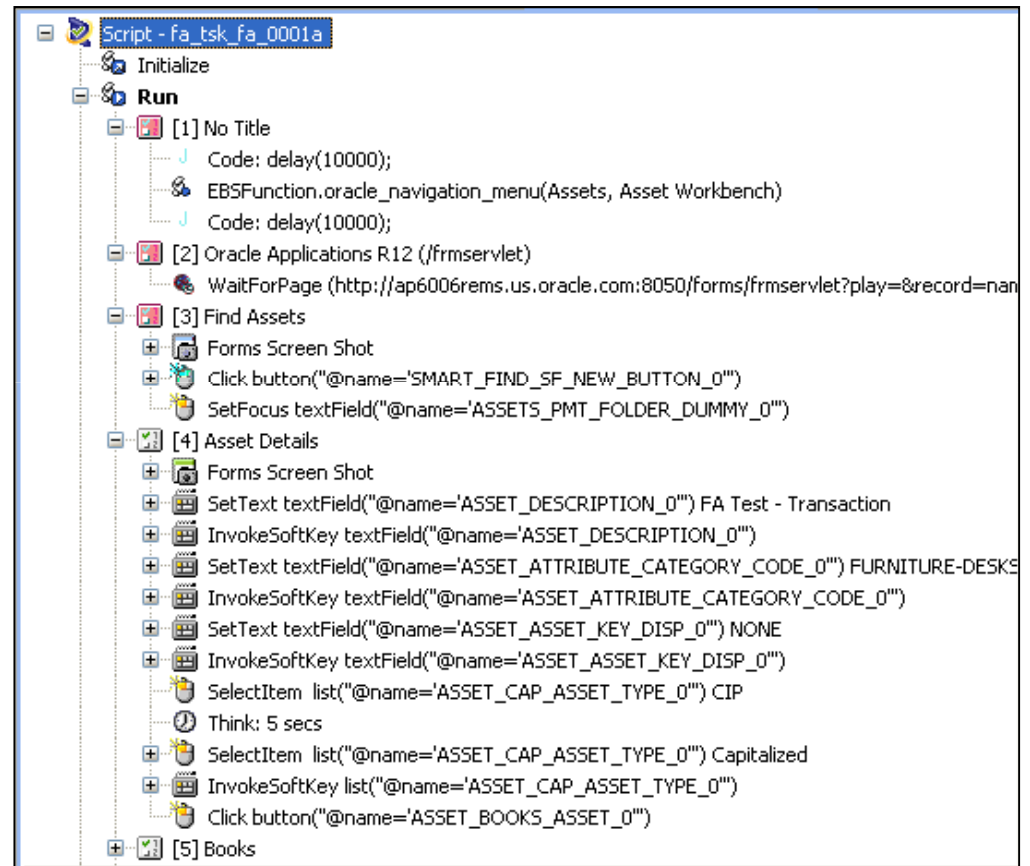 Script - fa_tsk_fa_0001a
Initialize
Run
[1] No Title
Code: delay(10000);
EBSFunction.oracle_navigation_menu(Assets, Asset Workbench)
Code: delay(10000);
[2] Oracle Applications R12 (/frmservlet)
WaitForPage (http://ap6006rems.us.oracle.com:8050/forms/frmservlet?play=&record=nam
[3] Find Assets
Forms Screen Shot
Click button("@name='SMART_FIND_SF_NEW_BUTTON_0'")
SetFocus textField("@name='ASSETS_PMT_FOLDER_DUMMY_0'")
[4] Asset Details
Forms Screen Shot
SetText textField("@name='ASSET_DESCRIPTION_0'") FA Test - Transaction
InvokeSoftKey textField("@name='ASSET_DESCRIPTION_0'")
SetText textField("@name='ASSET_ATTRIBUTE_CATEGORY_CODE_0'") FURNITURE-DESKS
InvokeSoftKey textField("@name='ASSET_ATTRIBUTE_CATEGORY_CODE_0'")
SetText textField("@name='ASSET_ASSET_KEY_DISP_0'") NONE
InvokeSoftKey textField("@name='ASSET_ASSET_KEY_DISP_0'")
SelectItem list("@name='ASSET_CAP_ASSET_TYPE_0'") CIP
Think: 5 secs
SelectItem list("@name='ASSET_CAP_ASSET_TYPE_0'") Capitalized
InvokeSoftKey list("@name='ASSET_CAP_ASSET_TYPE_0'")
Click button("@name='ASSET_BOOKS_ASSET_0'")
[5] Books